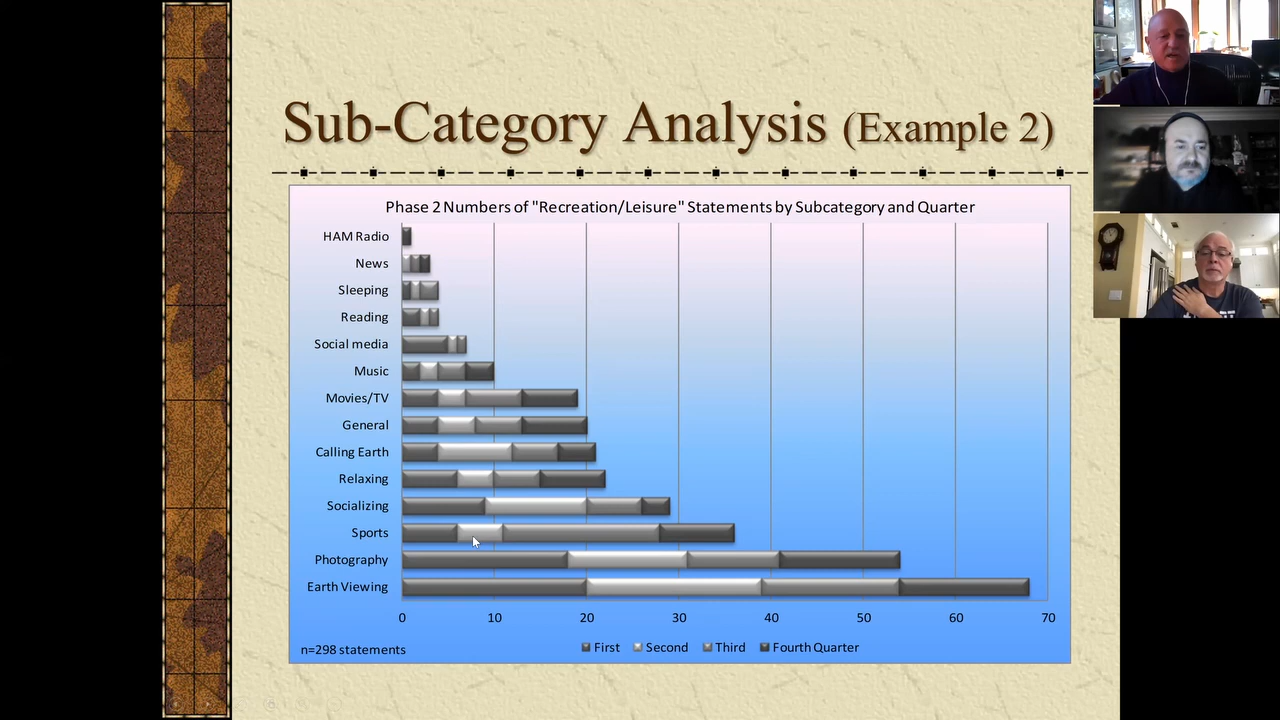 Sub-Category Analysis (Example 2)
Phase 2 Numbers of "Recreation/Leisure" Statements by Subcategory and Quarter
HAM Radio
News
Sleeping
Reading
Social media
Music
Movies/TV
General
Calling Earth
Relaxing
Socializing
Sports
Photography
Earth Viewing
0 10 20 30 40 50 60 70
First Second Third Fourth Quarter
n=298 statements